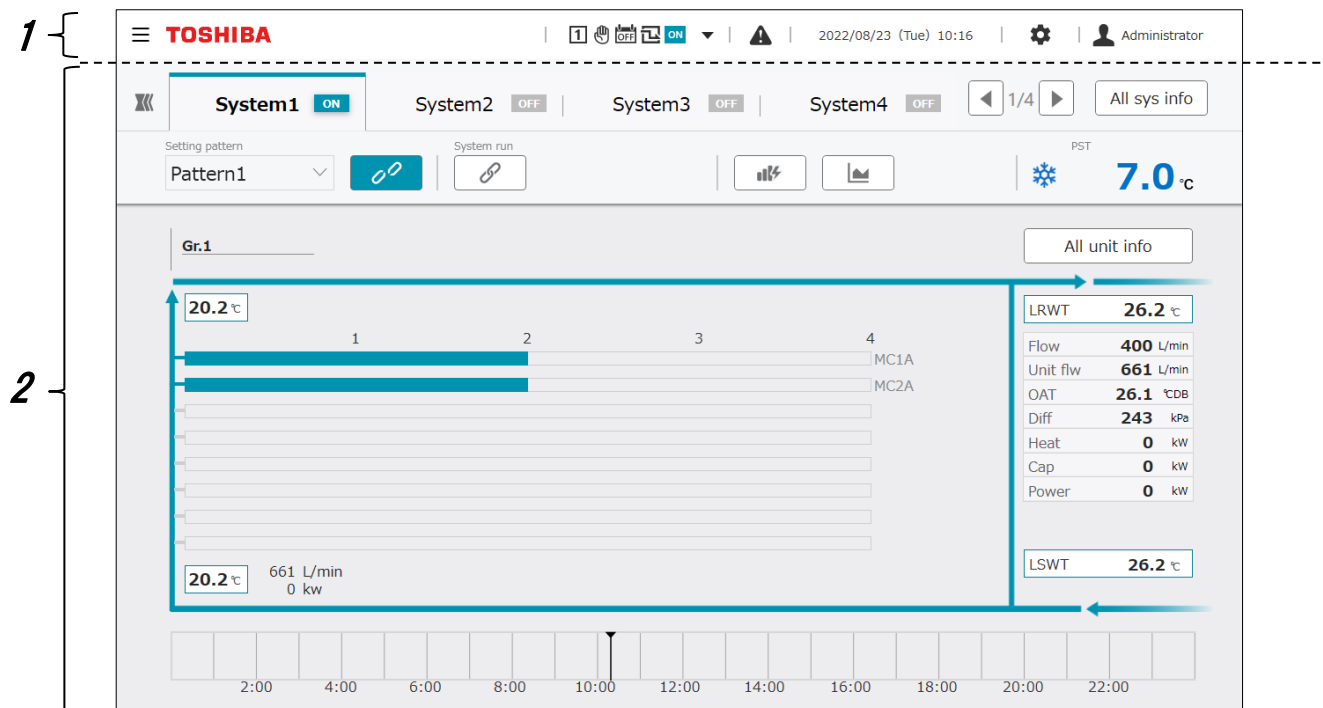 1
TOSHIBA 1 OFF ON 2022/08/23 (Tue) 10:16 Administrator
2
System1 ON System2 OFF System3 OFF System4 OFF 1/4 All sys info
Setting pattern System run PST
Pattern1 7.0 ℃
Gr.1 All unit info
20.2 ℃ LRWT 26.2 ℃
1 2 3 4
MC1A
MC2A
Flow 400 L/min
Unit flw 661 L/min
OAT 26.1 ℃DB
Diff 243 kPa
Heat 0 kW
Cap 0 kW
Power 0 kW
20.2 ℃ 661 L/min
0 kw
LSWT 26.2 ℃
2:00 4:00 6:00 8:00 10:00 12:00 14:00 16:00 18:00 20:00 22:00